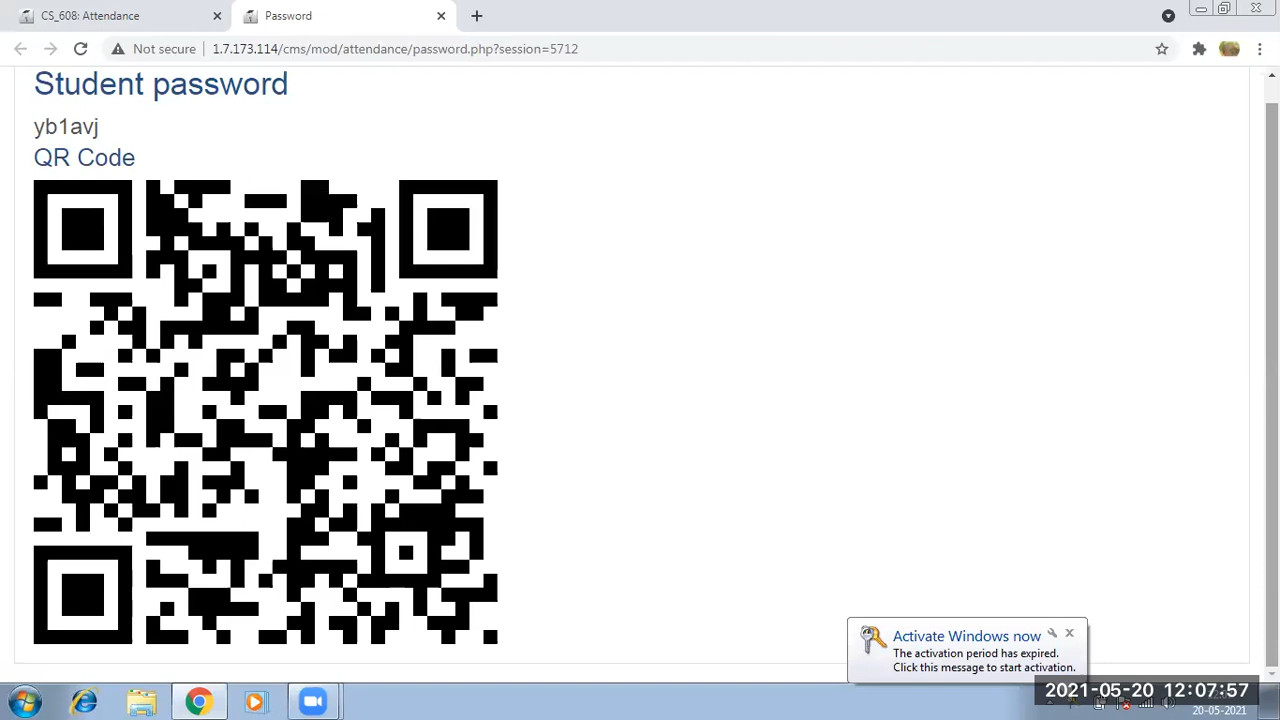 CS_608: Attendance
Password
Not secure
1.7.173.114/cms/mod/attendance/password.php?session=5712
Student password
yb1avj
QR Code
Activate Windows now
The activation period has expired.
Click this message to start activation.
2021-05-20 12:07:57
20-05-2021